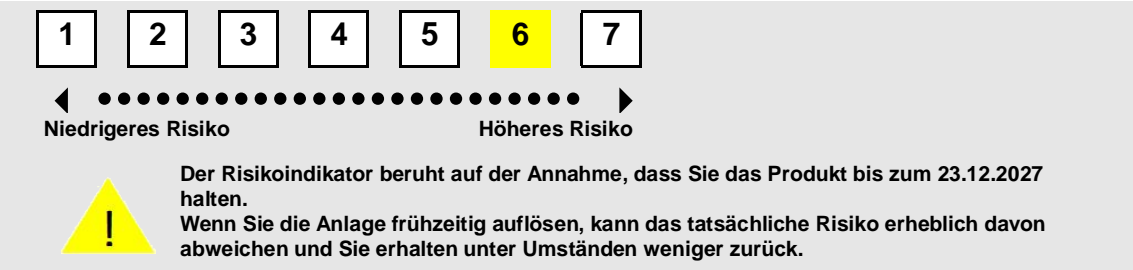 1 2 3 4 5 6 7
Niedrigeres Risiko Höheres Risiko
Der Risikoindikator beruht auf der Annahme, dass Sie das Produkt bis zum 23.12.2027
halten.
Wenn Sie die Anlage frühzeitig auflösen, kann das tatsächliche Risiko erheblich davon
abweichen und Sie erhalten unter Umständen weniger zurück.
!